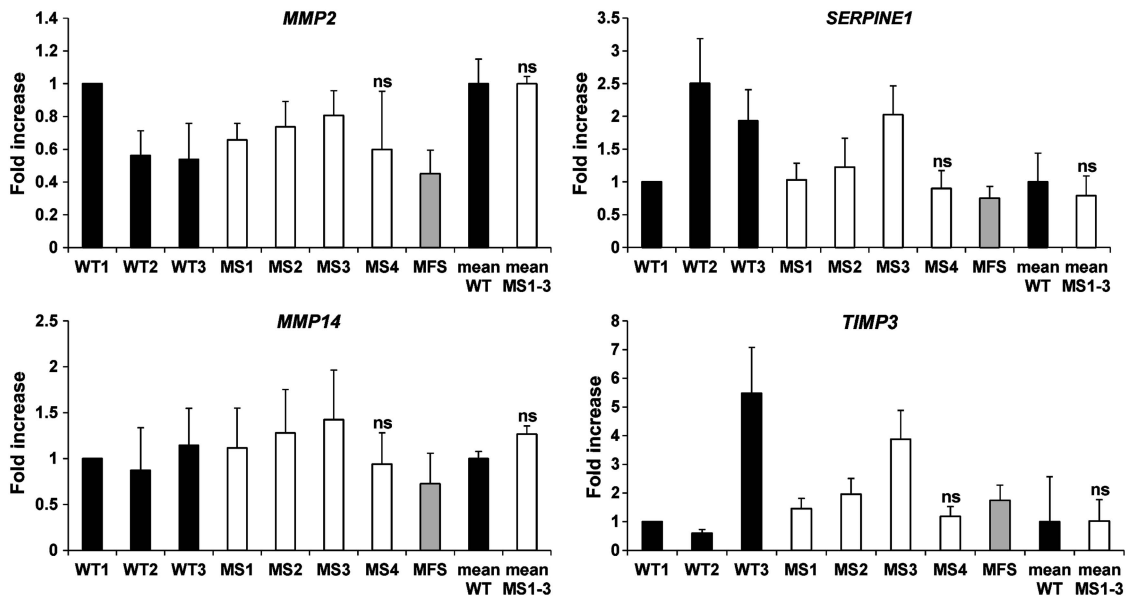 MMP2
Fold increase
1.4
1.2
1
0.8
0.6
0.4
0.2
0
ns
ns
WT1 WT2 WT3 MS1 MS2 MS3 MS4 MFS mean mean
WT MS1-3
SERPINE1
Fold increase
3.5
3
2.5
2
1.5
1
0.5
0
ns
ns
WT1 WT2 WT3 MS1 MS2 MS3 MS4 MFS mean mean
WT MS1-3
MMP14
Fold increase
2.5
2
1.5
1
0.5
0
ns
ns
WT1 WT2 WT3 MS1 MS2 MS3 MS4 MFS mean mean
WT MS1-3
TIMP3
Fold increase
8
7
6
5
4
3
2
1
0
ns
ns
WT1 WT2 WT3 MS1 MS2 MS3 MS4 MFS mean mean
WT MS1-3